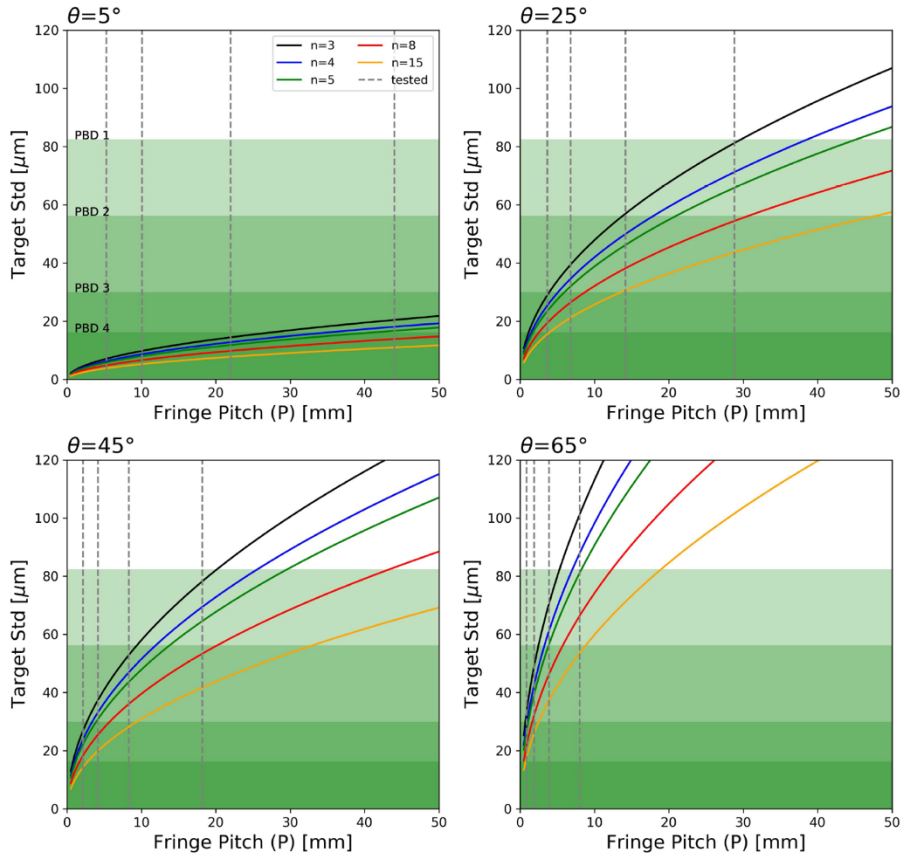 θ=5°
120
100
80
60
40
20
0
Target Std [μm]
n=3
n=4
n=5
n=8
n=15
tested
PBD 1
PBD 2
PBD 3
PBD 4
0 10 20 30 40 50
Fringe Pitch (P) [mm]
θ=25°
120
100
80
60
40
20
0
Target Std [μm]
0 10 20 30 40 50
Fringe Pitch (P) [mm]
θ=45°
120
100
80
60
40
20
0
Target Std [μm]
0 10 20 30 40 50
Fringe Pitch (P) [mm]
θ=65°
120
100
80
60
40
20
0
Target Std [μm]
0 10 20 30 40 50
Fringe Pitch (P) [mm]